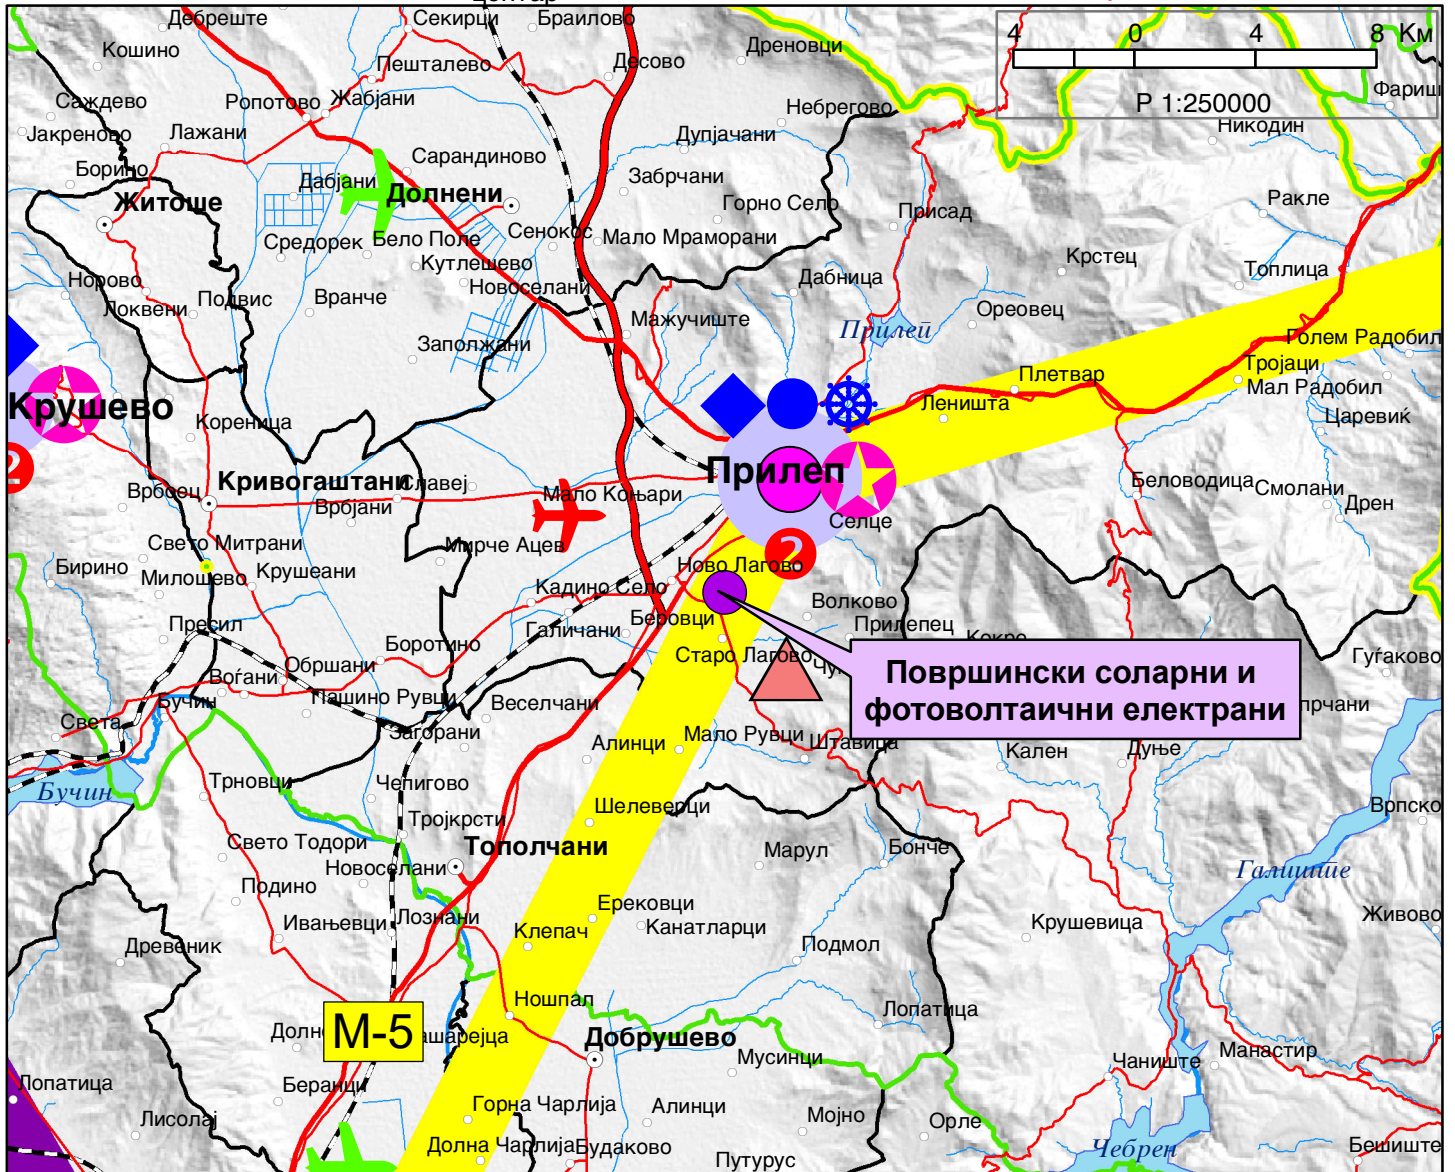 Дебреште
Секирци
Браилово
Кошино
Пешталево
Десово
Дреновци
4 0 4 8 Км
Р 1:250000
Фариш
Саждево
Ропотово
Жабјани
Небрегово
Никодин
Јакреново
Лажани
Дупјачани
Борино
Сарандиново
Дабјани
Долнени
Забрчани
Житоше
Горно Село
Присад
Ракле
Средорек
Бело Поле
Сенокос
Мало Мраморани
Кутлешево
Крстец
Топлица
Норово
Локвени
Подвис
Вранче
Новоселани
Дабница
Ореовец
Мажучиште
Прилеп
Заполжани
Голем Радобил
Тројаци
Плетвар
Мал Радобил
Крушево
Леништа
Царевиќ
Кореница
Прилеп
Кривогаштани
Славеј
Врбоец
Врбјани
Мало Коњари
Беловодица
Смолани
Дрен
Селце
Свето Митрани
Мирче Ацев
Бирино
Милошево
Крушеани
Кадино Село
Ново Лагово
Волково
Пресил
Беровци
Прилепец
Галичани
Боротино
Обршани
Старо Лагово
Гуѓаково
Воѓани
Површински соларни и
фотоволтаични електрани
Бучин
Пашино Рувци
Веселчани
Света
Загорани
Алинци
Мало Рувци
Штавица
Кален
Дуње
Бучин
Трновци
Чепигово
Шелеверци
Врпско
Тројкрсти
Свето Тодори
Тополчани
Марул
Бонче
Новоселани
Галиште
Подино
Ивањевци
Лознани
Ерековци
Канатларци
Крушевица
Живово
Древеник
Клепач
Подмол
Ношпал
Лопатица
М-5
Добрушево
Мусинци
Чаниште
Манастир
Лопатица
Беранци
Горна Чарлија
Алинци
Мојно
Орле
Лисолај
Долна Чарлија
Будаково
Путурус
Чебрен
Бешиште